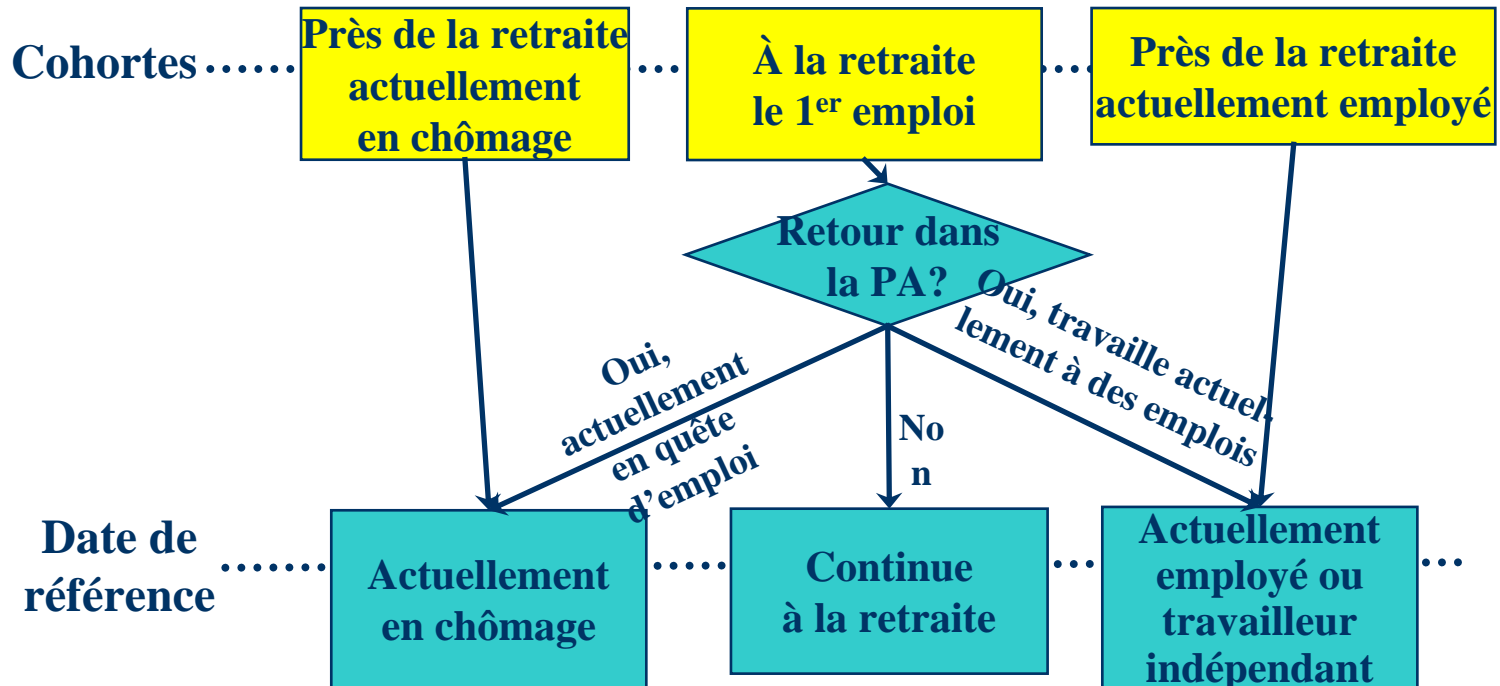 Cohortes
Près de la retraite
actuellement
en chômage
À la retraite
le 1er emploi
Près de la retraite
actuellement employé
Retour dans
la PA?
Oui,
actuellement
en quête
d'emploi
No
n
Oui, travaille actuel-
lement à des emplois
Date de
référence
Actuellement
en chômage
Continue
à la retraite
Actuellement
employé ou
travailleur
indépendant